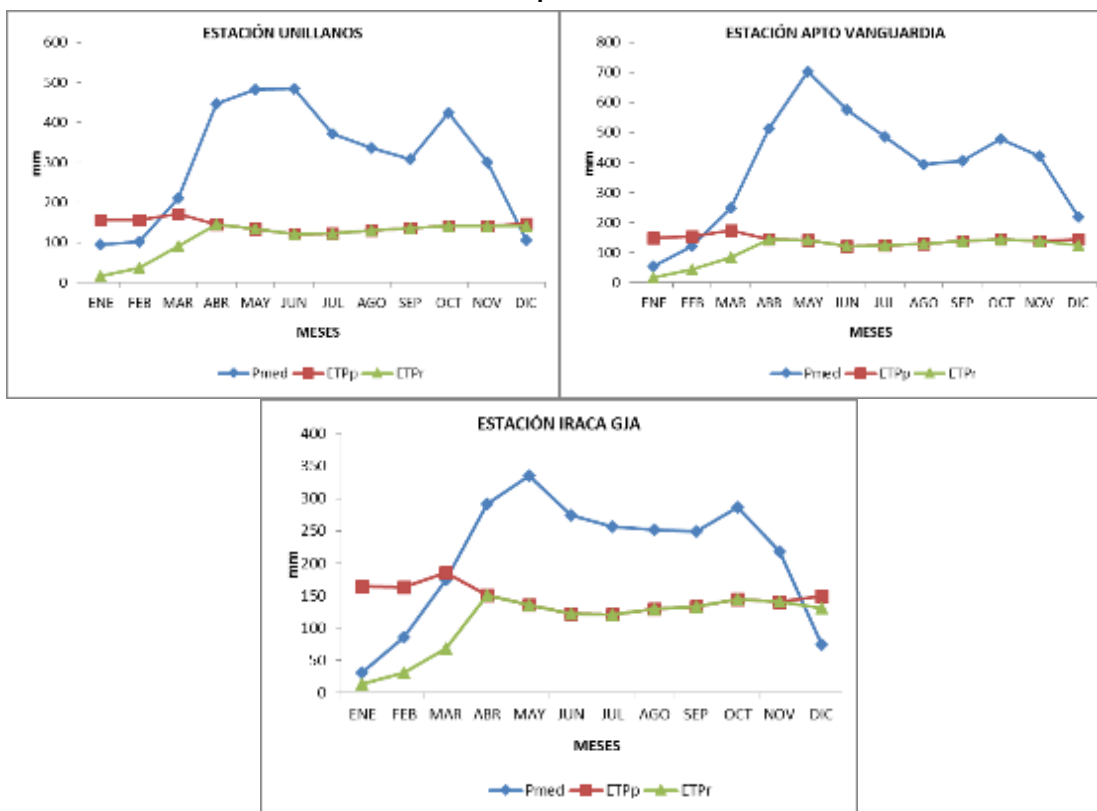 ESTACIÓN UNILLANOS
600
500
400
300
200
100
0
mm
ENE FEB MAR ABR MAY JUN JUL AGO SEP OCT NOV DIC
MESES
Pmed ETPp ETPr
ESTACIÓN APTO VANGUARDIA
800
700
600
500
400
300
200
100
0
mm
ENE FEB MAR ABR MAY JUN JUL AGO SEP OCT NOV DIC
MESES
Pmed ETPp ETPr
ESTACIÓN IRACA GJA
400
350
300
250
200
150
100
50
0
mm
ENE FEB MAR ABR MAY JUN JUL AGO SEP OCT NOV DIC
MESES
Pmed ETPp ETPr